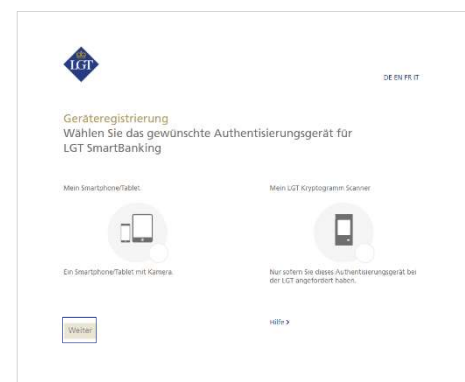 LGT
DE EN FR IT
Geräteregistrierung
Wählen Sie das gewünschte Authentisierungsgerät für
LGT SmartBanking
Mein Smartphone/Tablet.
Mein LGT Kryptogramm Scanner
Ein Smartphone/Tablet mit Kamera.
Nur sofern Sie dieses Authentisierungsgerät bei
der LGT angefordert haben.
Weiter
Hilfe >